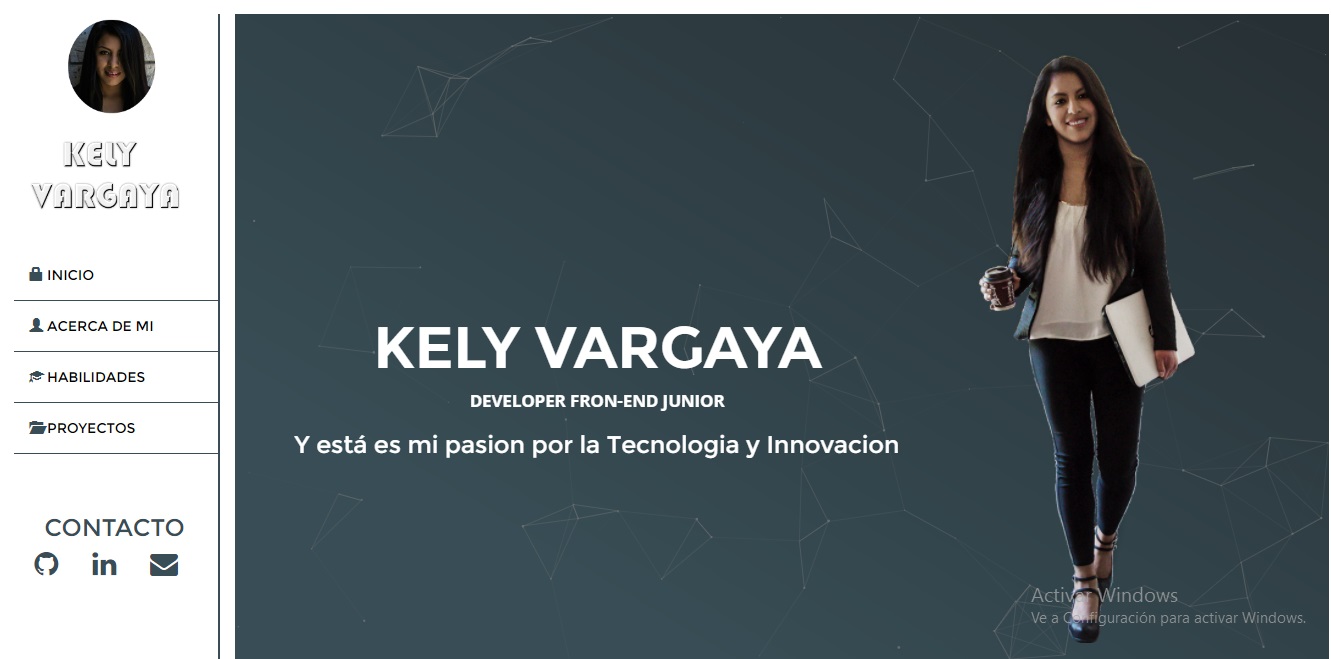 KELY
VARGAYA
INICIO
ACERCA DE MI
HABILIDADES
PROYECTOS
CONTACTO
in
KELY VARGAYA
DEVELOPER FRON-END JUNIOR
Y está es mi pasion por la Tecnologia y Innovacion
Activar Windows
Ve a Configuración para activar Windows.